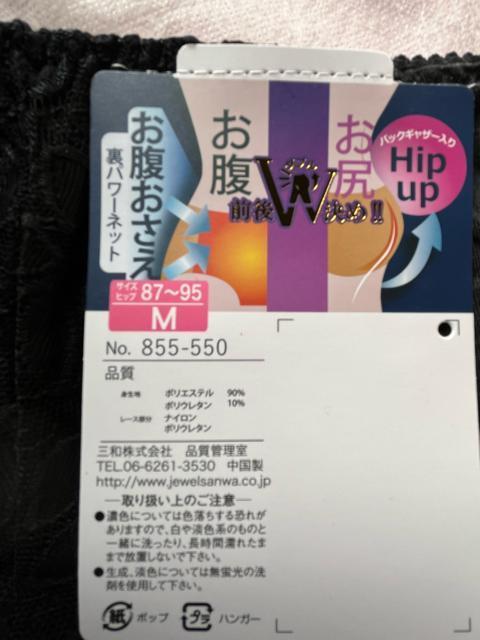 お腹おさえ
裏パワーネット
お腹
お尻
ダブル
W
前後 決め!!
バックギャザー入り
Hip
up
サイズ
ヒップ 87～95
M
No. 855-550
品質
身生地 ポリエステル 90%
ポリウレタン 10%
レース部分 ナイロン
ポリウレタン
三和株式会社 品質管理室
TEL.06-6261-3530 中国製
http://www.jewelsanwa.co.jp
―取り扱い上のご注意―
●濃色については色落ちする恐れが
ありますので、白や淡色系のものと
一緒に洗ったり、長時間濡れたま
まで放置しないで下さい。
●生成、淡色については無蛍光の洗
剤を使用して下さい。
紙 ポップ プラ ハンガー